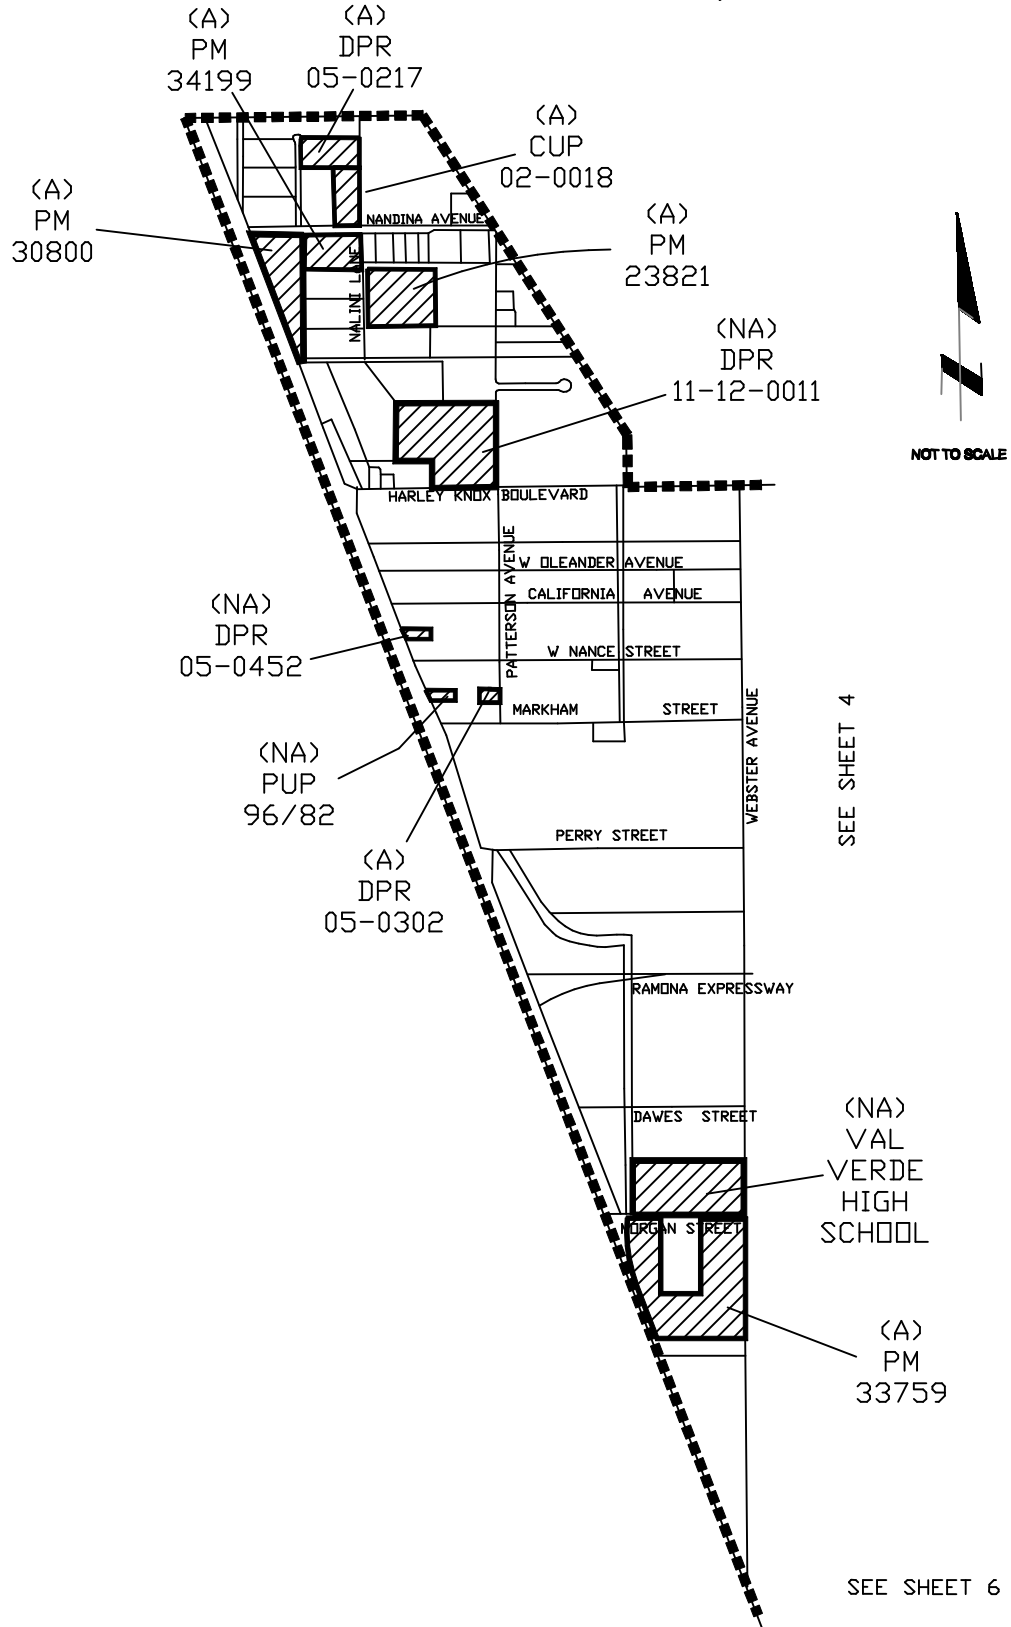 (A)
PM
34199
(A)
DPR
05-0217
(A)
CUP
02-0018
(A)
PM
30800
(A)
PM
23821
NANDINA AVENUE
NALINI LANE
(NA)
DPR
11-12-0011
NOT TO SCALE
HARLEY KNOX BOULEVARD
PATTERSON AVENUE
W OLEANDER AVENUE
CALIFORNIA AVENUE
(NA)
DPR
05-0452
W NANCE STREET
MARKHAM STREET
WEBSTER AVENUE
SEE SHEET 4
(NA)
PUP
96/82
PERRY STREET
(A)
DPR
05-0302
RAMONA EXPRESSWAY
DAWES STREET
(NA)
VAL
VERDE
HIGH
SCHOOL
MORGAN STREET
(A)
PM
33759
SEE SHEET 6